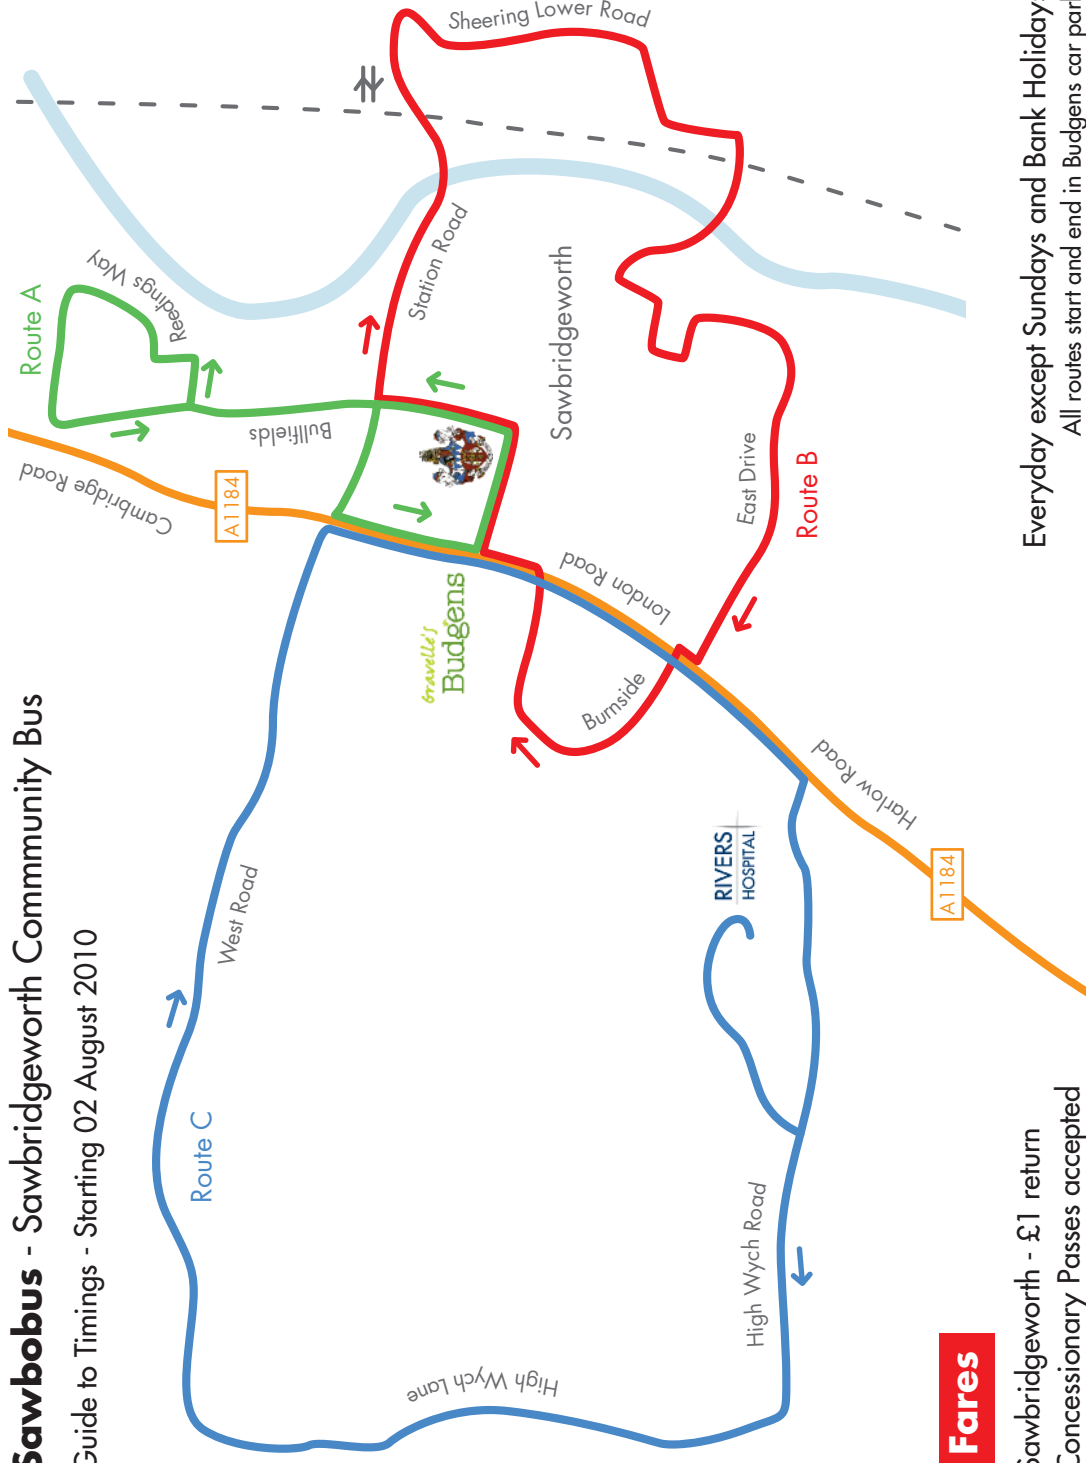 Sawbobus - Sawbridgeworth Community Bus
Guide to Timings - Starting 02 August 2010
Route A
Reedings Way
Cambridge Road
A1184
Bullfields
Sheering Lower Road
Station Road
Sawbridgeworth
Gravelle's
Budgens
London Road
East Drive
Route B
Burnside
West Road
Route C
RIVERS
HOSPITAL
Harlow Road
A1184
High Wych Road
High Wych Lane
Fares
Sawbridgeworth - £1 return
Concessionary Passes accepted
Everyday except Sundays and Bank Holiday
All routes start and end in Budgens car park